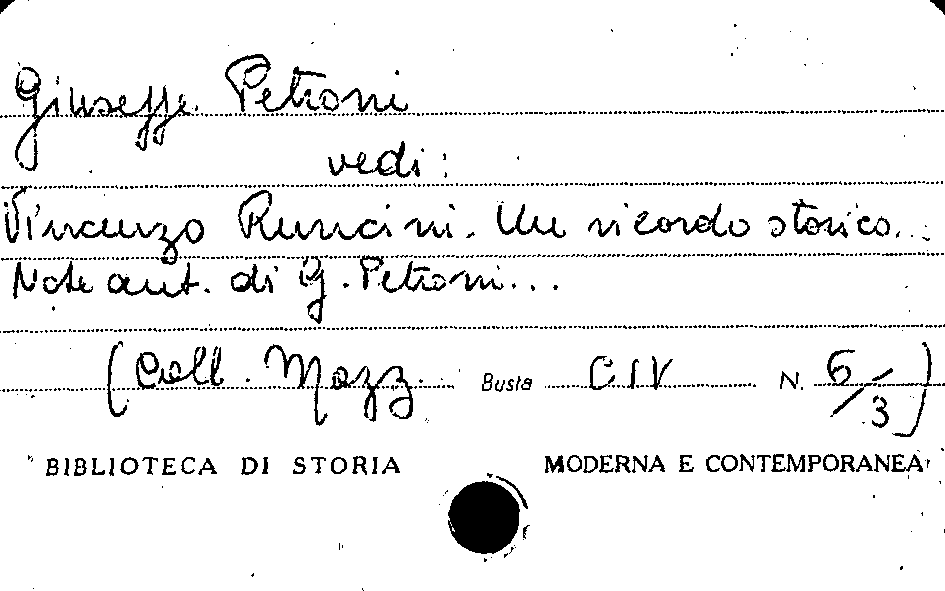 Giuseppe Petroni
vedi:
Vincenzo Runcini. Un ricordo storico...
Note aut. di G. Petroni...
(Coll. Mazz. Busta CIV N. 6/3)
BIBLIOTECA DI STORIA MODERNA E CONTEMPORANEA